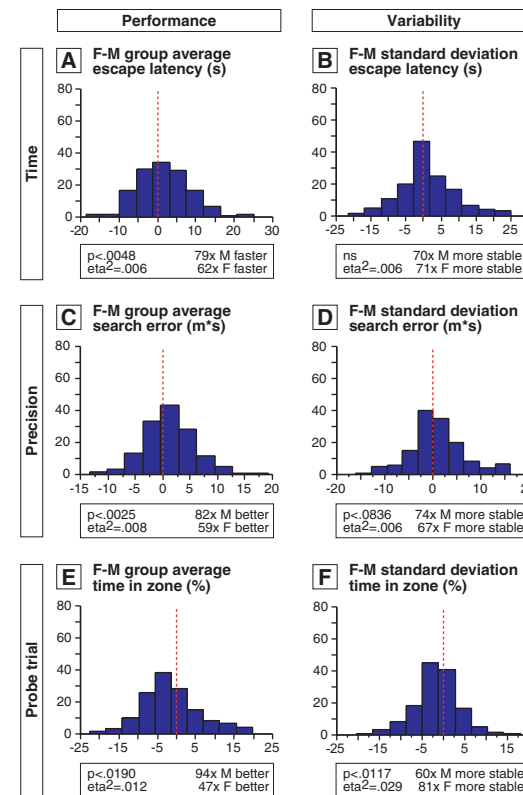 Performance
Variability
A
F-M group average
escape latency (s)
B
F-M standard deviation
escape latency (s)
Time
80
60
40
20
0
-20 -10 0 10 20 30
80
60
40
20
0
-25 -15 -5 5 15 25
p<.0048 79x M faster
eta2=.006 62x F faster
ns 70x M more stable
eta2=.006 71x F more stable
C
F-M group average
search error (m*s)
D
F-M standard deviation
search error (m*s)
Precision
80
60
40
20
0
-15 -10 -5 0 5 10 15 20
80
60
40
20
0
-20 -10 0 10
p<.0025 82x M better
eta2=.008 59x F better
p<.0836 74x M more stable
eta2=.006 67x F more stable
E
F-M group average
time in zone (%)
F
F-M standard deviation
time in zone (%)
Probe trial
80
60
40
20
0
-25 -15 -5 5 15 25
80
60
40
20
0
-25 -15 -5 5 15
p<.0190 94x M better
eta2=.012 47x F better
p<.0117 60x M more stable
eta2=.029 81x F more stable